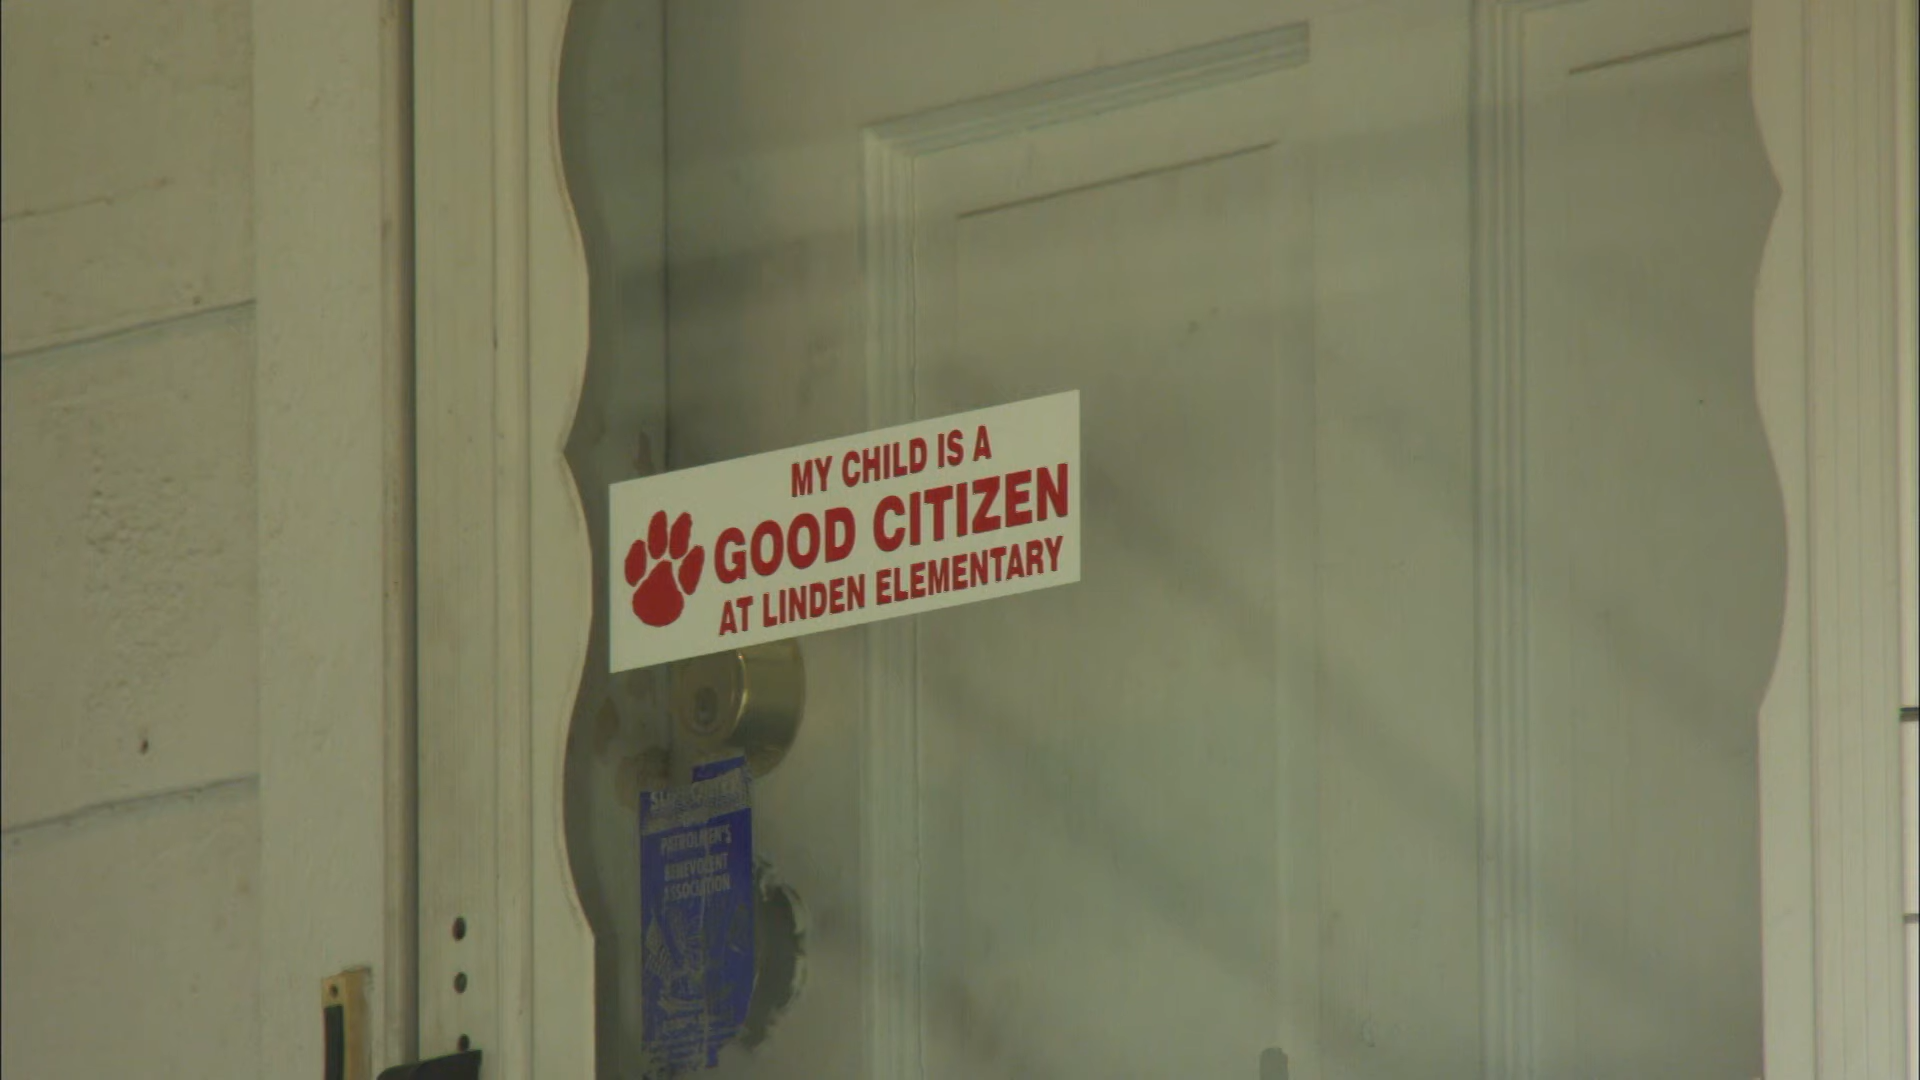 MY CHILD IS A
GOOD CITIZEN
AT LINDEN ELEMENTARY
PATROLMEN'S
BENEVOLENT
ASSOCIATION